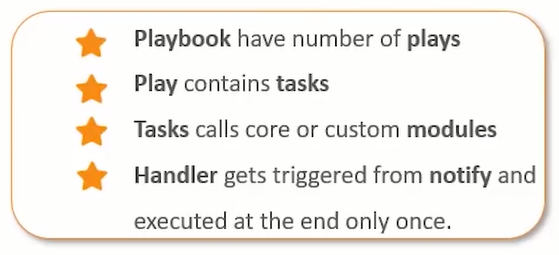 Playbook have number of plays
Play contains tasks
Tasks calls core or custom modules
Handler gets triggered from notify and
executed at the end only once.